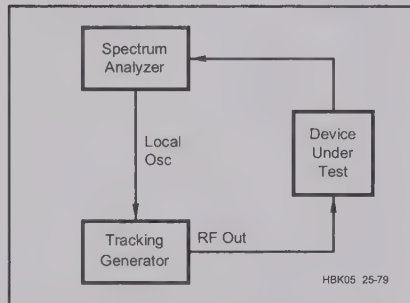 Spectrum
Analyzer
Local
Osc
Device
Under
Test
Tracking
Generator
RF Out
HBK05 25-79